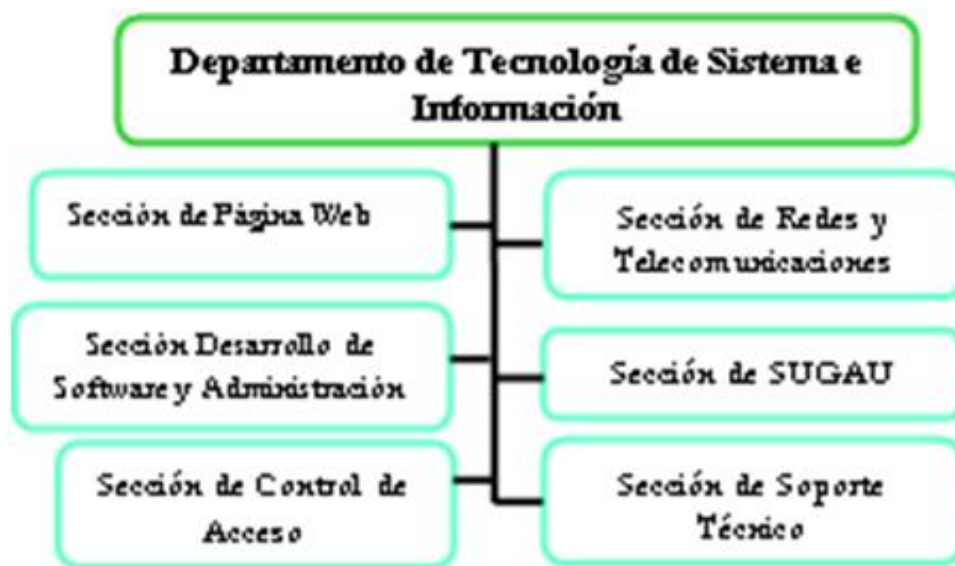 Departamento de Tecnología de Sistema e
Información
Sección de Página Web
Sección de Redes y
Telecomunicaciones
Sección Desarrollo de
Software y Administración
Sección de SUGAU
Sección de Control de
Acceso
Sección de Soporte
Técnico